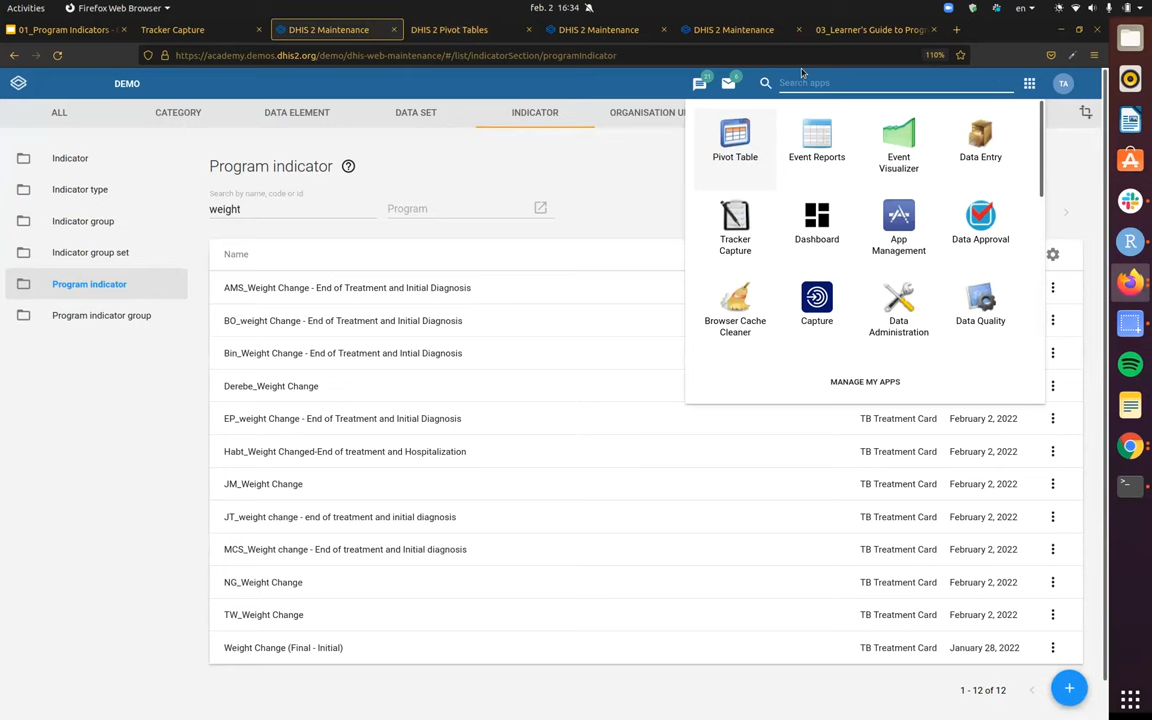 Activities
Firefox Web Browser
feb. 2 16:34
en
01_Program Indicators -
Tracker Capture
DHIS 2 Maintenance
DHIS 2 Pivot Tables
DHIS 2 Maintenance
DHIS 2 Maintenance
03_Learner's Guide to Progr
https://academy.demos.dhis2.org/demo/dhis-web-maintenance/#/list/indicatorSection/programIndicator
110%
DEMO
21
6
Search apps
TA
ALL
CATEGORY
DATA ELEMENT
DATA SET
INDICATOR
ORGANISATION U
Indicator
Indicator type
Indicator group
Indicator group set
Program indicator
Program indicator group
Program indicator
Search by name, code or id
weight
Program
Name
AMS_Weight Change - End of Treatment and Initial Diagnosis
BO_weight Change - End of Treatment and Initial Diagnosis
Bin_Weight Change - End of Treatment and Intial Diagnosis
Derebe_Weight Change
EP_weight Change - End of Treatment and Initial Diagnosis TB Treatment Card February 2, 2022
Habt_Weight Changed-End of treatment and Hospitalization TB Treatment Card February 2, 2022
JM_Weight Change TB Treatment Card February 2, 2022
JT_weight change - end of treatment and initial diagnosis TB Treatment Card February 2, 2022
MCS_Weight change - End of treatment and Initial diagnosis TB Treatment Card February 2, 2022
NG_Weight Change TB Treatment Card February 2, 2022
TW_Weight Change TB Treatment Card February 2, 2022
Weight Change (Final - Initial) TB Treatment Card January 28, 2022
1 - 12 of 12
Pivot Table
Event Reports
Event
Visualizer
Data Entry
Tracker
Capture
Dashboard
App
Management
Data Approval
Browser Cache
Cleaner
Capture
Data
Administration
Data Quality
MANAGE MY APPS